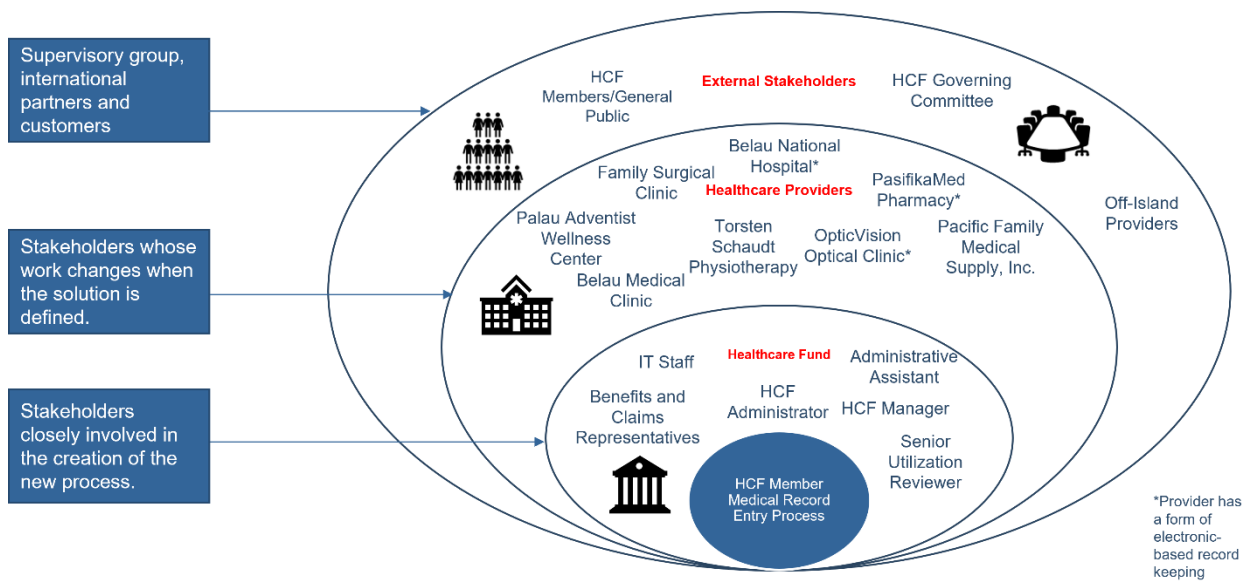 Supervisory group,
international
partners and
customers
Stakeholders whose
work changes when
the solution is
defined.
Stakeholders
closely involved in
the creation of the
new process.
External Stakeholders
HCF
Members/General
Public
HCF Governing
Committee
Off-Island
Providers
Belau National
Hospital*
Family Surgical
Clinic
Healthcare Providers
PasifikaMed
Pharmacy*
Palau Adventist
Wellness
Center
Torsten
Schaudt
Physiotherapy
OpticVision
Optical Clinic*
Pacific Family
Medical
Supply, Inc.
Belau Medical
Clinic
IT Staff
Healthcare Fund
Administrative
Assistant
Benefits and
Claims
Representatives
HCF
Administrator
HCF Manager
Senior
Utilization
Reviewer
HCF Member
Medical Record
Entry Process
*Provider has
a form of
electronic-
based record
keeping